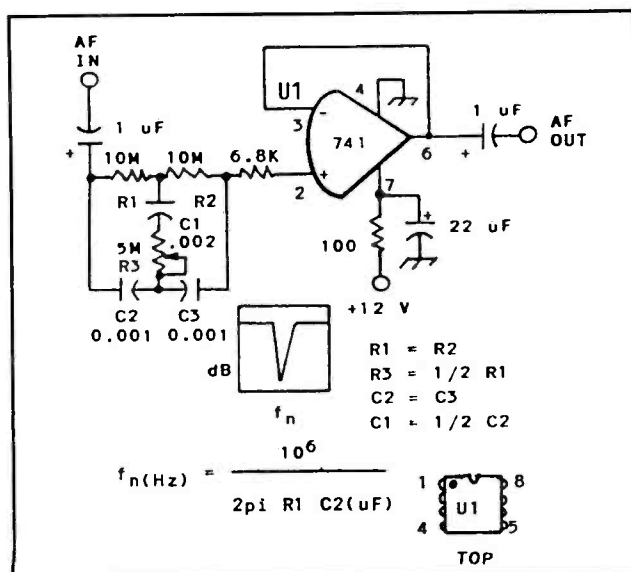 AF
IN
U1
4
1 uF
1 uF
AF
OUT
3
-
741
6
+
+
10M
10M
6.8K
+
2
7
+
R1
R2
C1
.002
100
22 uF
5M
R3
+12 V
C2
C3
0.001
0.001
dB
fn
R1 = R2
R3 = 1/2 R1
C2 = C3
C1 = 1/2 C2
fn(Hz) = 10⁶
2pi R1 C2(uF)
1
8
U1
4
5
TOP